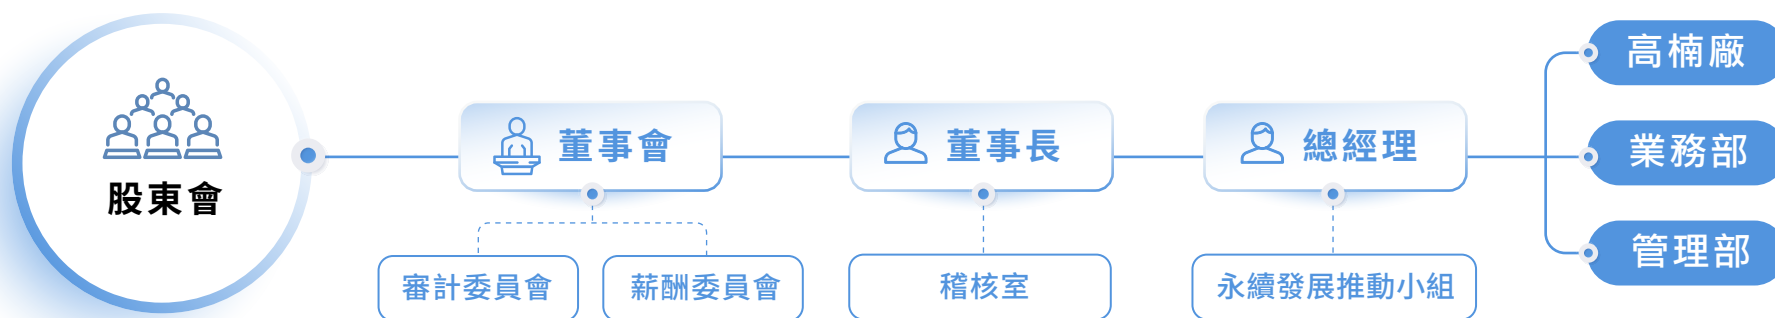 股東會
董事會
董事長
總經理
審計委員會
薪酬委員會
稽核室
永續發展推動小組
高楠廠
業務部
管理部